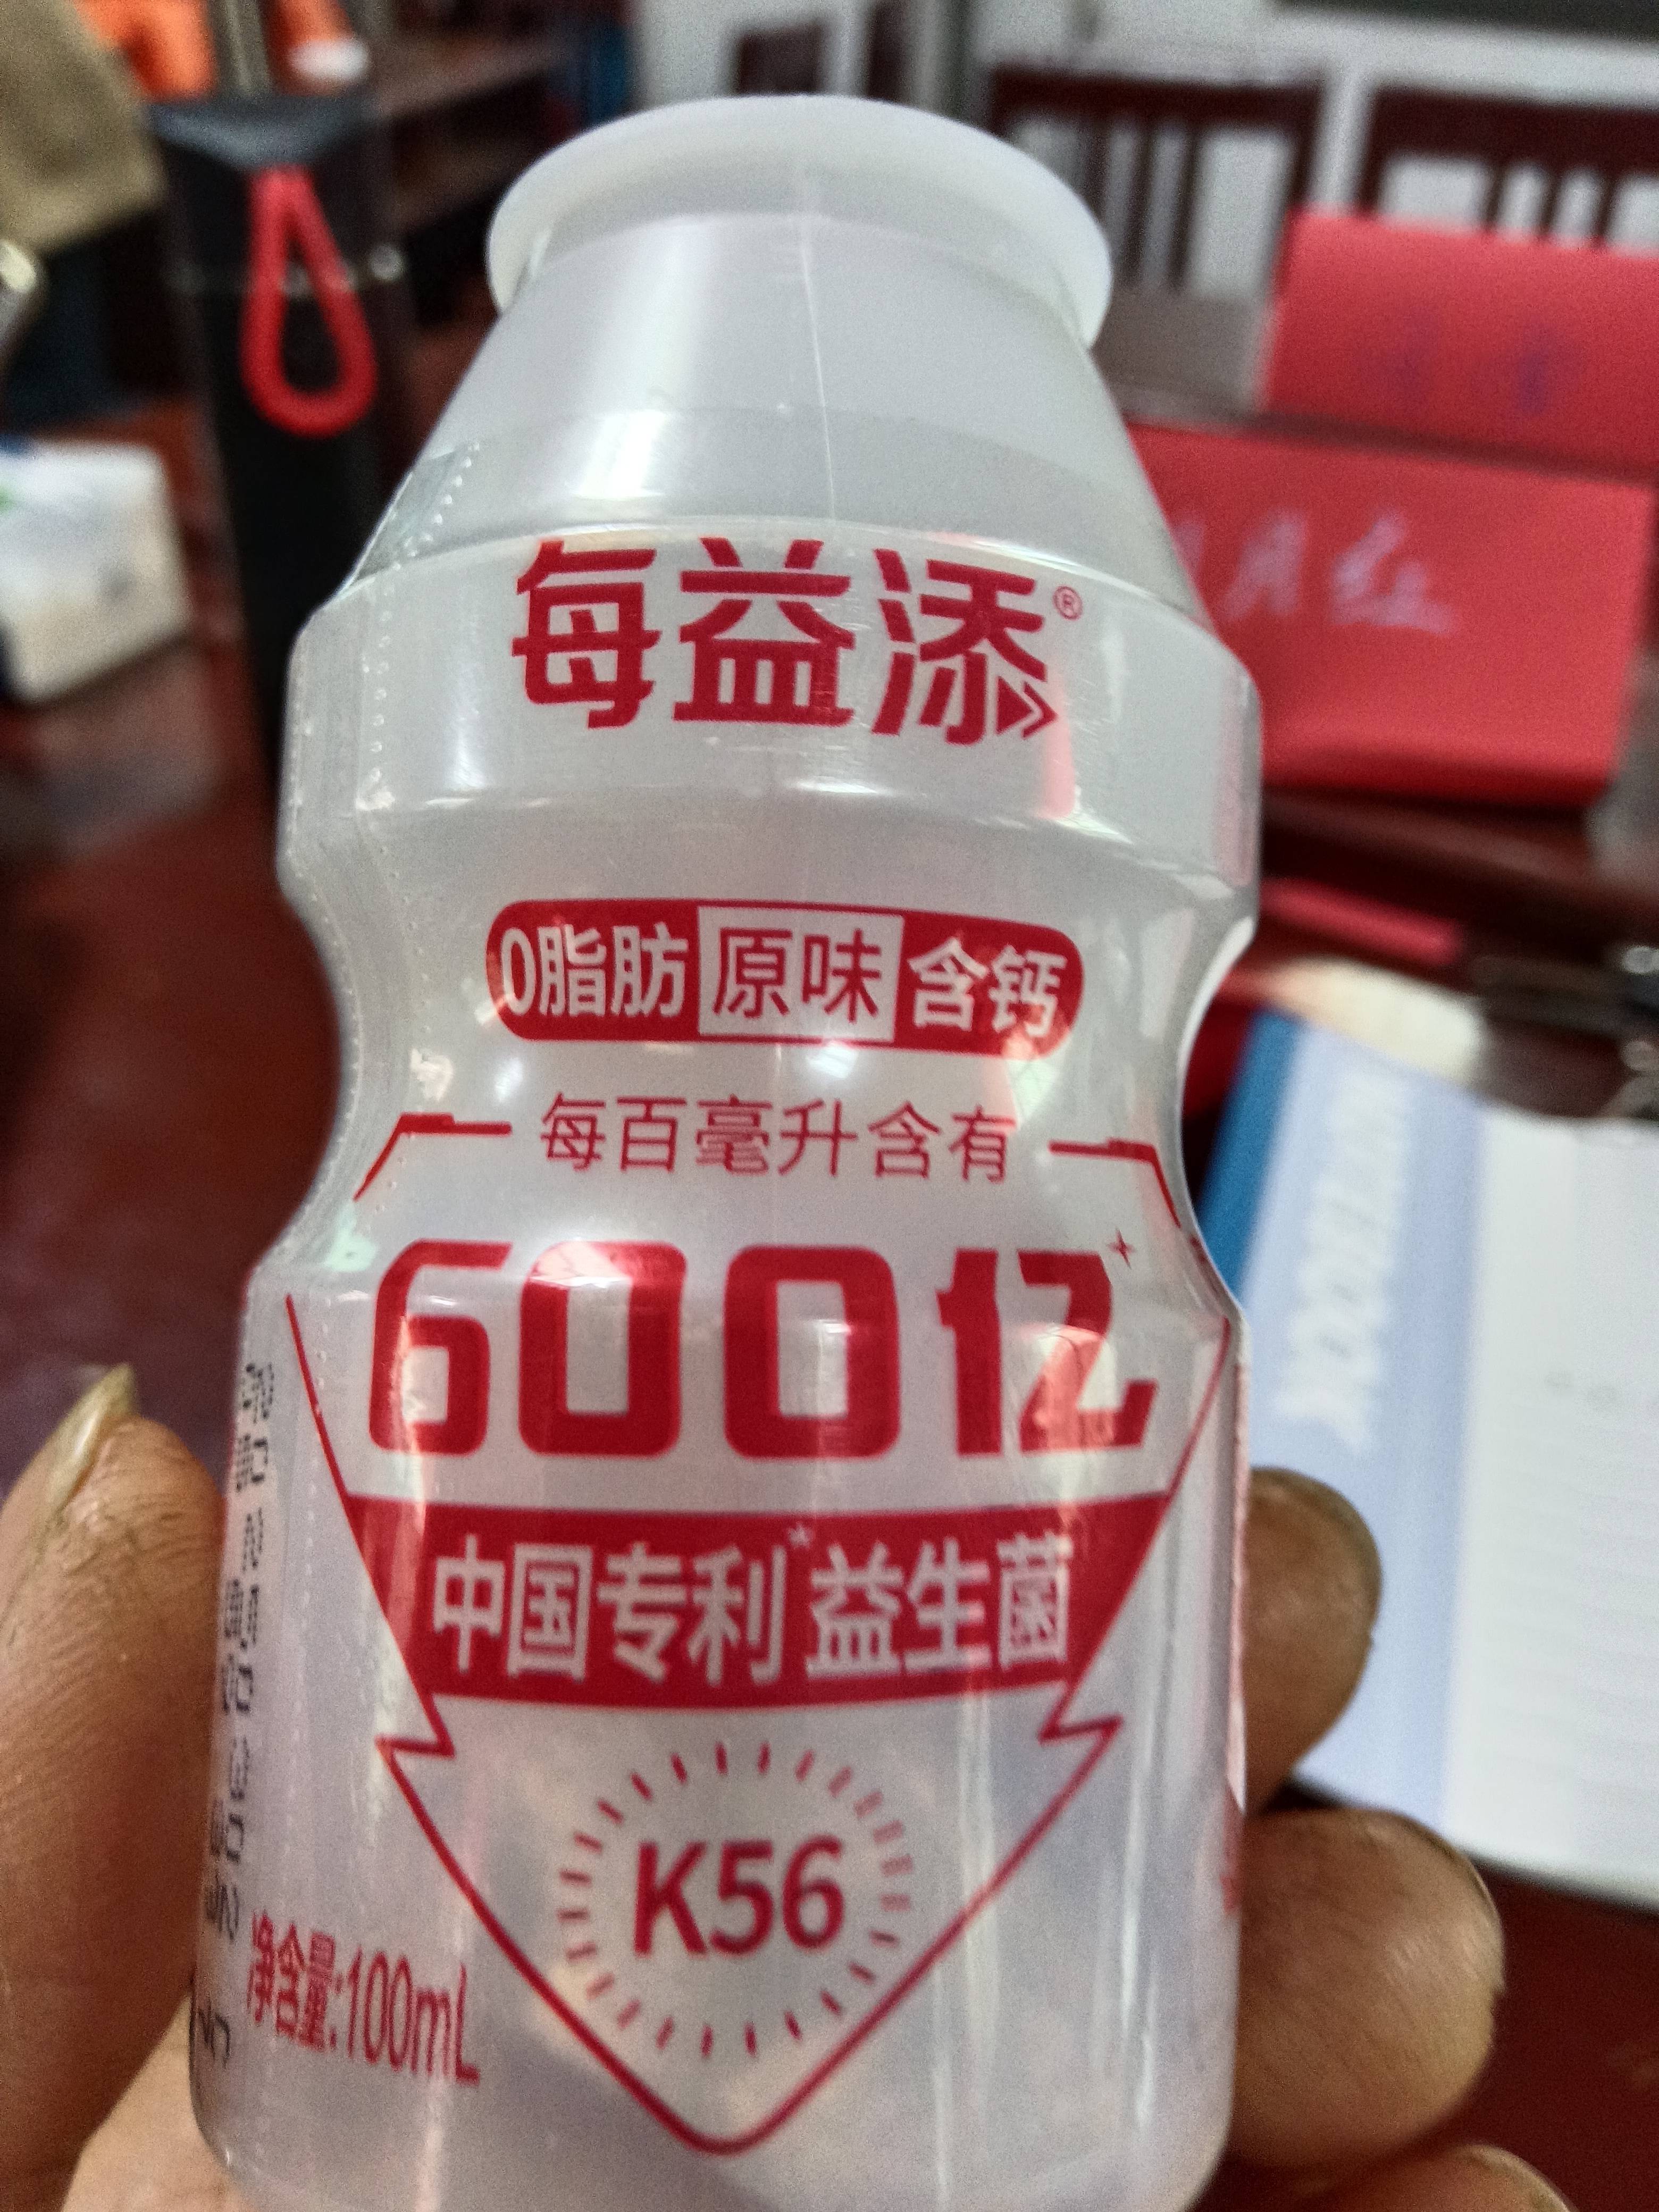 每益添®
0脂肪 原味 含钙
每百毫升含有
600亿
中国专利*益生菌
K56
净含量:100mL